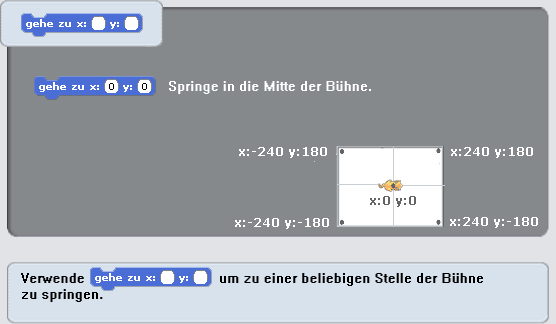 gehe zu x: y:
gehe zu x: 0 y: 0 Springe in die Mitte der Bühne.
x:-240 y:180 x:240 y:180
x:0 y:0
x:-240 y:-180 x:240 y:-180
Verwende gehe zu x: y: um zu einer beliebigen Stelle der Bühne
zu springen.